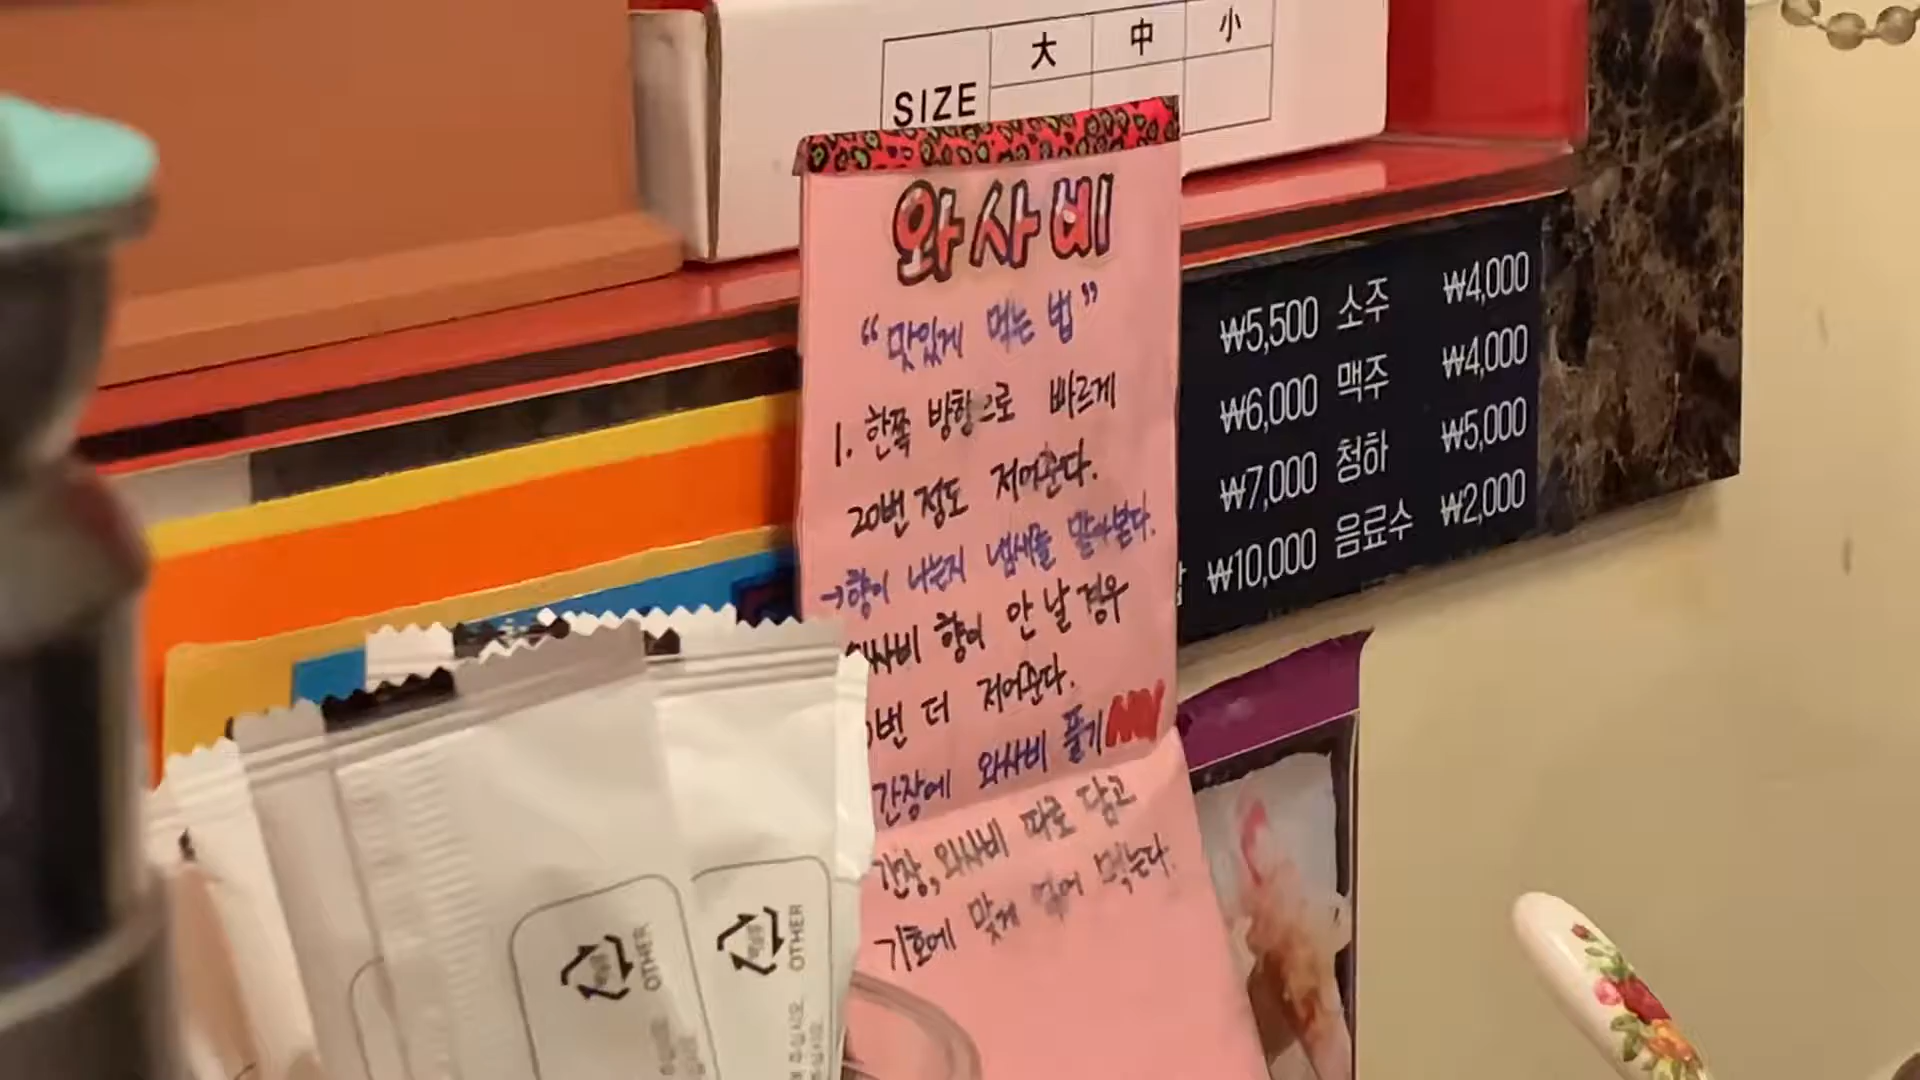 大 中 小
SIZE
와사비
“맛있게 먹는 법”
1. 한쪽 방향으로 빠르게
20번 정도 저어준다.
→향이 나는지 냄새를 맡아본다.
사비 향이 안 날 경우
번 더 저어준다.
간장에 와사비 풀기
간장, 와사비 따로 담고
기호에 맞게 먹는다.
₩5,500 소주 ₩4,000
₩6,000 맥주 ₩4,000
₩7,000 청하 ₩5,000
₩10,000 음료수 ₩2,000
OTHER
OTHER